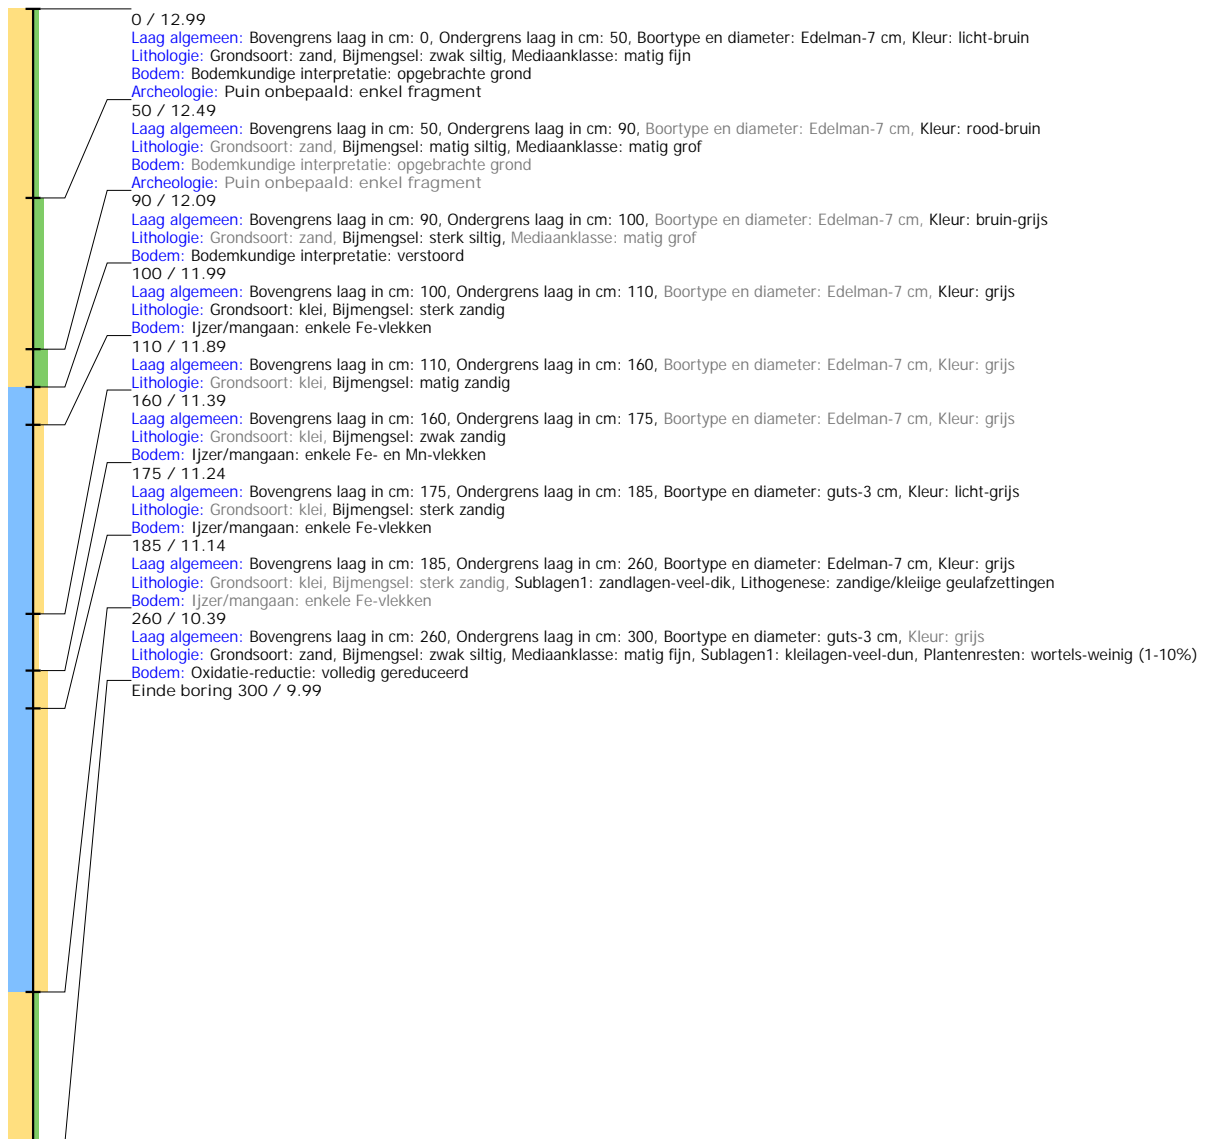 0 / 12.99
Laag algemeen: Bovengrens laag in cm: 0, Ondergrens laag in cm: 50, Boortype en diameter: Edelman-7 cm, Kleur: licht-bruin
Lithologie: Grondsoort: zand, Bijmengsel: zwak siltig, Mediaanklasse: matig fijn
Bodem: Bodemkundige interpretatie: opgebrachte grond
Archeologie: Puin onbepaald: enkel fragment
50 / 12.49
Laag algemeen: Bovengrens laag in cm: 50, Ondergrens laag in cm: 90, Boortype en diameter: Edelman-7 cm, Kleur: rood-bruin
Lithologie: Grondsoort: zand, Bijmengsel: matig siltig, Mediaanklasse: matig grof
Bodem: Bodemkundige interpretatie: opgebrachte grond
Archeologie: Puin onbepaald: enkel fragment
90 / 12.09
Laag algemeen: Bovengrens laag in cm: 90, Ondergrens laag in cm: 100, Boortype en diameter: Edelman-7 cm, Kleur: bruin-grijs
Lithologie: Grondsoort: zand, Bijmengsel: sterk siltig, Mediaanklasse: matig grof
Bodem: Bodemkundige interpretatie: verstoord
100 / 11.99
Laag algemeen: Bovengrens laag in cm: 100, Ondergrens laag in cm: 110, Boortype en diameter: Edelman-7 cm, Kleur: grijs
Lithologie: Grondsoort: klei, Bijmengsel: sterk zandig
Bodem: Ijzer/mangaan: enkele Fe-vlekken
110 / 11.89
Laag algemeen: Bovengrens laag in cm: 110, Ondergrens laag in cm: 160, Boortype en diameter: Edelman-7 cm, Kleur: grijs
Lithologie: Grondsoort: klei, Bijmengsel: matig zandig
160 / 11.39
Laag algemeen: Bovengrens laag in cm: 160, Ondergrens laag in cm: 175, Boortype en diameter: Edelman-7 cm, Kleur: grijs
Lithologie: Grondsoort: klei, Bijmengsel: zwak zandig
Bodem: Ijzer/mangaan: enkele Fe- en Mn-vlekken
175 / 11.24
Laag algemeen: Bovengrens laag in cm: 175, Ondergrens laag in cm: 185, Boortype en diameter: guts-3 cm, Kleur: licht-grijs
Lithologie: Grondsoort: klei, Bijmengsel: sterk zandig
Bodem: Ijzer/mangaan: enkele Fe-vlekken
185 / 11.14
Laag algemeen: Bovengrens laag in cm: 185, Ondergrens laag in cm: 260, Boortype en diameter: Edelman-7 cm, Kleur: grijs
Lithologie: Grondsoort: klei, Bijmengsel: sterk zandig, Sublagen1: zandlagen-veel-dik, Lithogenese: zandige/kleiige geulafzettingen
Bodem: Ijzer/mangaan: enkele Fe-vlekken
260 / 10.39
Laag algemeen: Bovengrens laag in cm: 260, Ondergrens laag in cm: 300, Boortype en diameter: guts-3 cm, Kleur: grijs
Lithologie: Grondsoort: zand, Bijmengsel: zwak siltig, Mediaanklasse: matig fijn, Sublagen1: kleilagen-veel-dun, Plantenresten: wortels-weinig (1-10%)
Bodem: Oxidatie-reductie: volledig gereduceerd
Einde boring 300 / 9.99